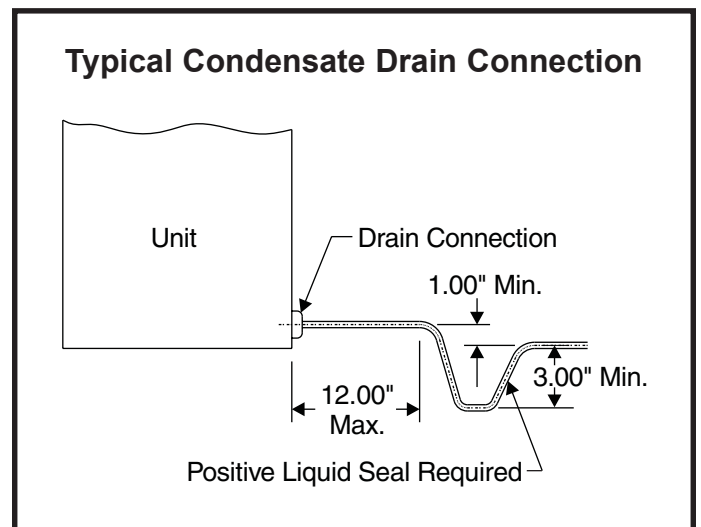 Typical Condensate Drain Connection
Unit
Drain Connection
1.00" Min.
3.00" Min.
12.00"
Max.
Positive Liquid Seal Required